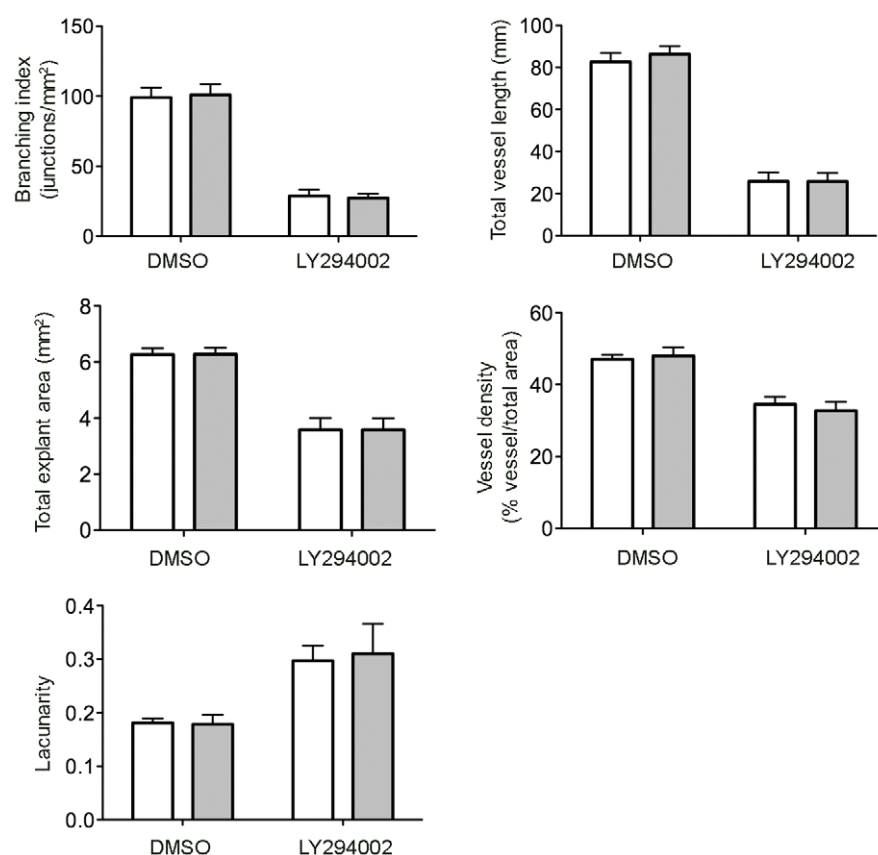 Branching index
(junctions/mm²)
150
100
50
0
DMSO
LY294002
Total vessel length (mm)
100
80
60
40
20
0
DMSO
LY294002
Total explant area (mm²)
8
6
4
2
0
DMSO
LY294002
Vessel density
(% vessel/total area)
60
40
20
0
DMSO
LY294002
Lacunarity
0.4
0.3
0.2
0.1
0.0
DMSO
LY294002